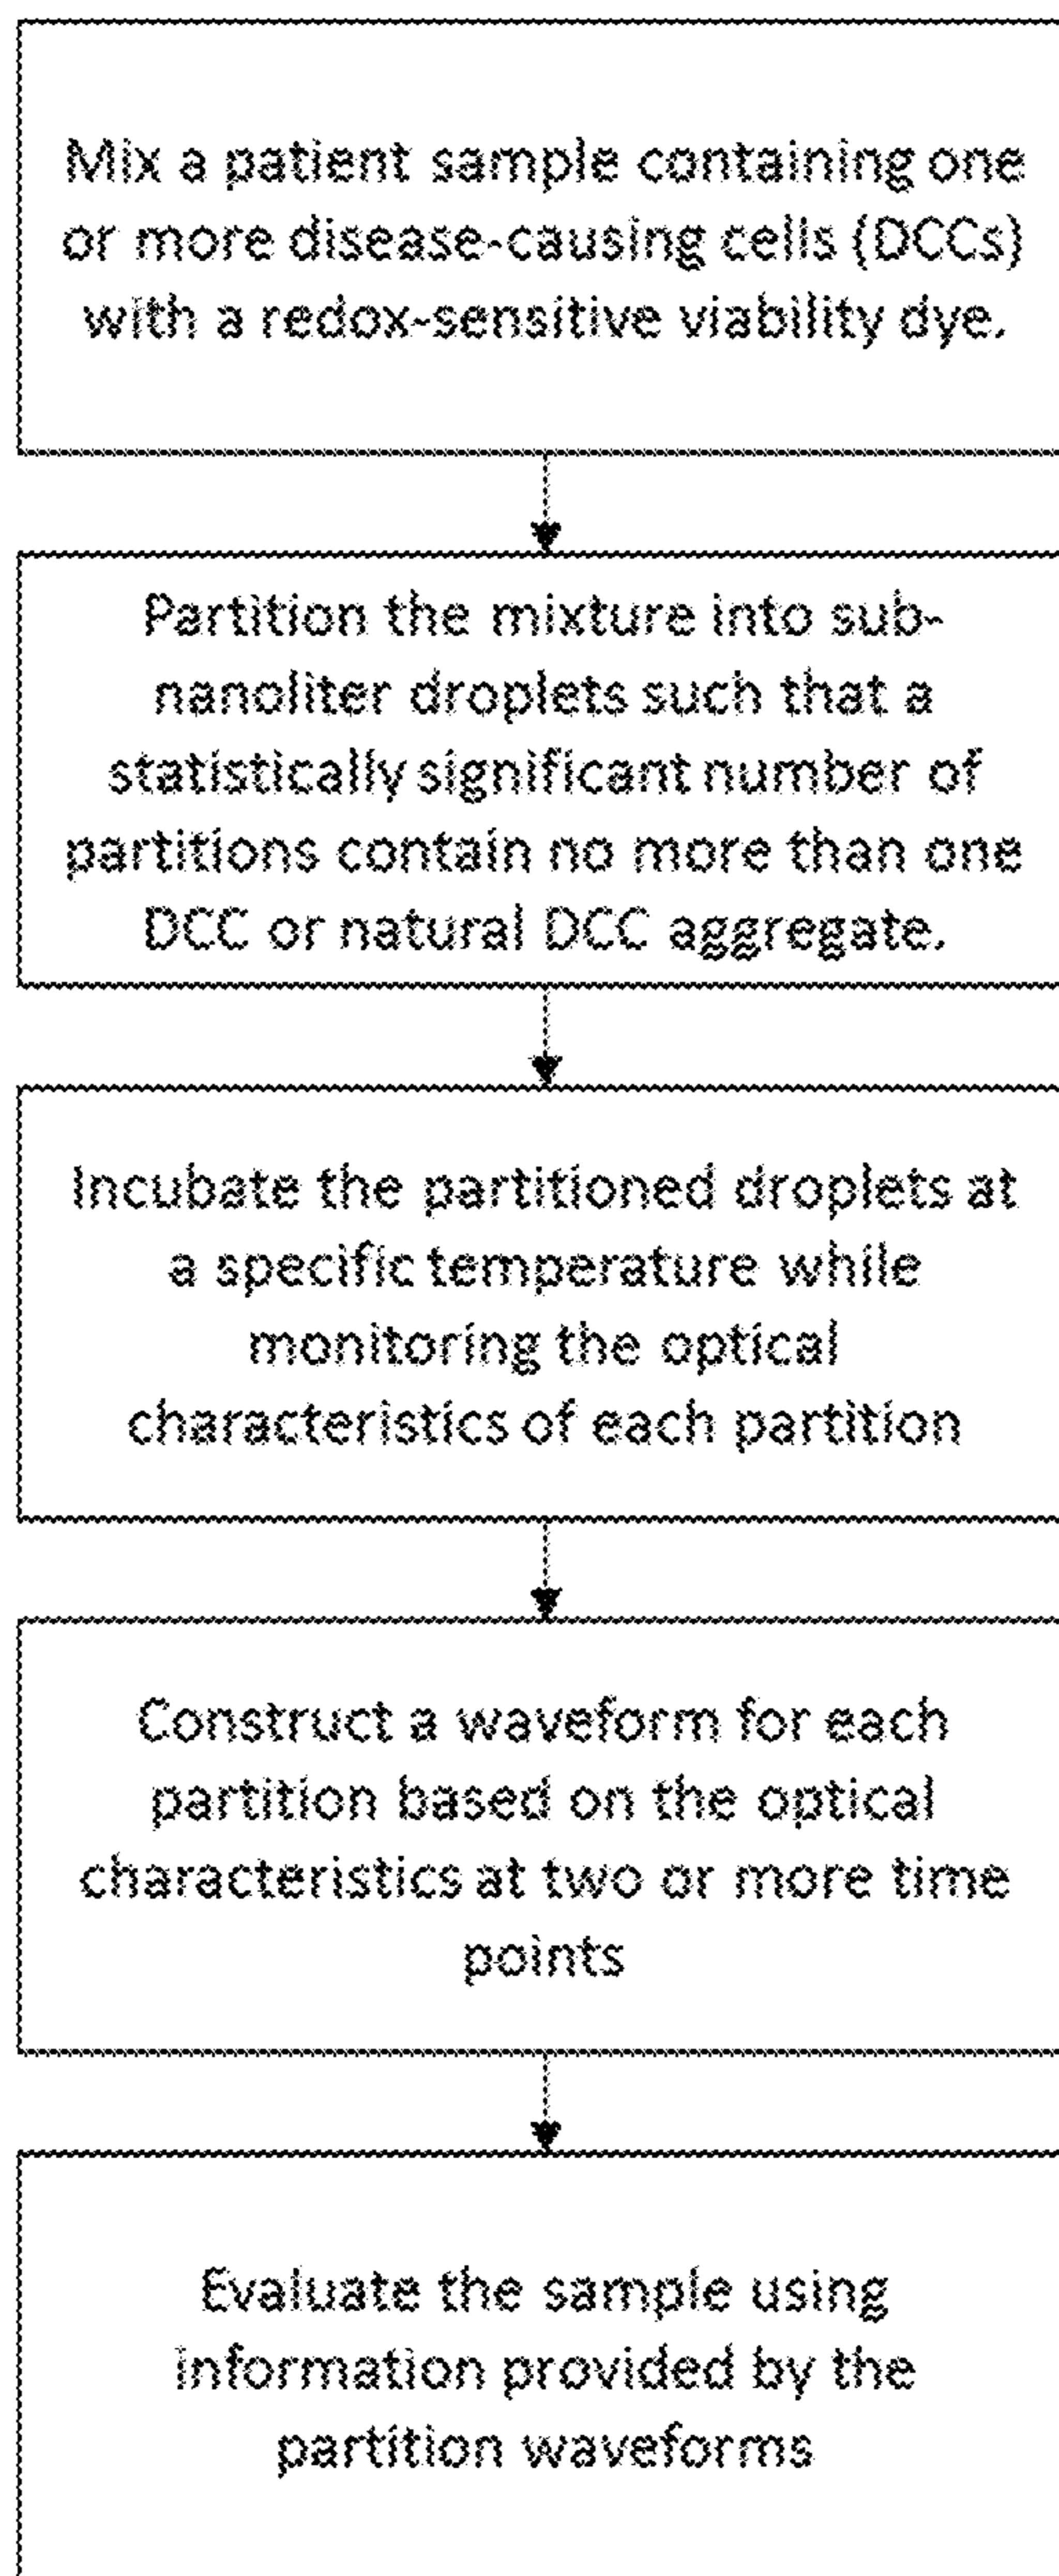 Mix a patient sample containing one
or more disease-causing cells (DCCs)
with a redox-sensitive viability dye.
Partition the mixture into sub-
nanoliter droplets such that a
statistically significant number of
partitions contain no more than one
DCC or natural DCC aggregate.
Incubate the partitioned droplets at
a specific temperature while
monitoring the optical
characteristics of each partition
Construct a waveform for each
partition based on the optical
characteristics at two or more time
points
Evaluate the sample using
information provided by the
partition waveforms